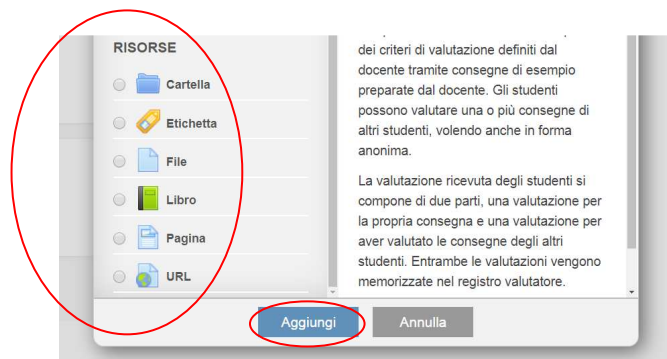 RISORSE
Cartella
Etichetta
File
Libro
Pagina
URL
dei criteri di valutazione definiti dal
docente tramite consegne di esempio
preparate dal docente. Gli studenti
possono valutare una o più consegne di
altri studenti, volendo anche in forma
anonima.
La valutazione ricevuta degli studenti si
compone di due parti, una valutazione per
la propria consegna e una valutazione per
aver valutato le consegne degli altri
studenti. Entrambe le valutazioni vengono
memorizzate nel registro valutatore.
Aggiungi
Annulla